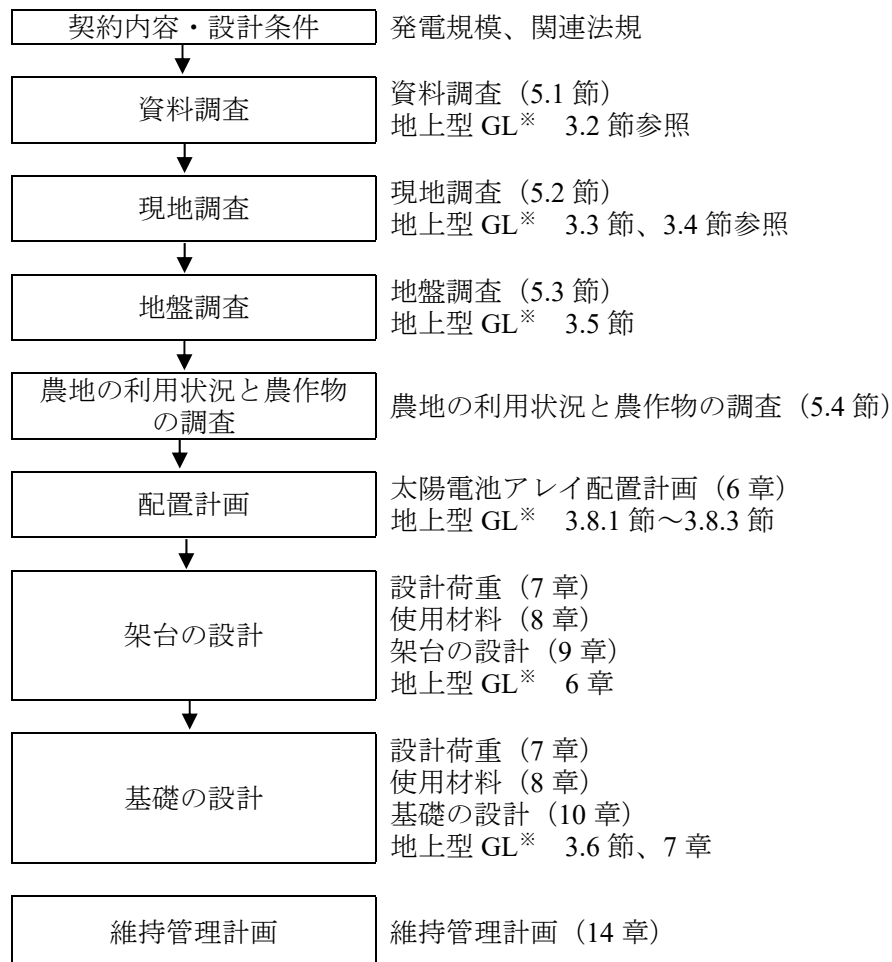 契約内容・設計条件
発電規模、関連法規
資料調査
資料調査（5.1 節）
地上型 GL※　3.2 節参照
現地調査
現地調査（5.2 節）
地上型 GL※　3.3 節、3.4 節参照
地盤調査
地盤調査（5.3 節）
地上型 GL※　3.5 節
農地の利用状況と農作物
の調査
農地の利用状況と農作物の調査（5.4 節）
配置計画
太陽電池アレイ配置計画（6 章）
地上型 GL※　3.8.1 節～3.8.3 節
架台の設計
設計荷重（7 章）
使用材料（8 章）
架台の設計（9 章）
地上型 GL※　6 章
基礎の設計
設計荷重（7 章）
使用材料（8 章）
基礎の設計（10 章）
地上型 GL※　3.6 節、7 章
維持管理計画
維持管理計画（14 章）